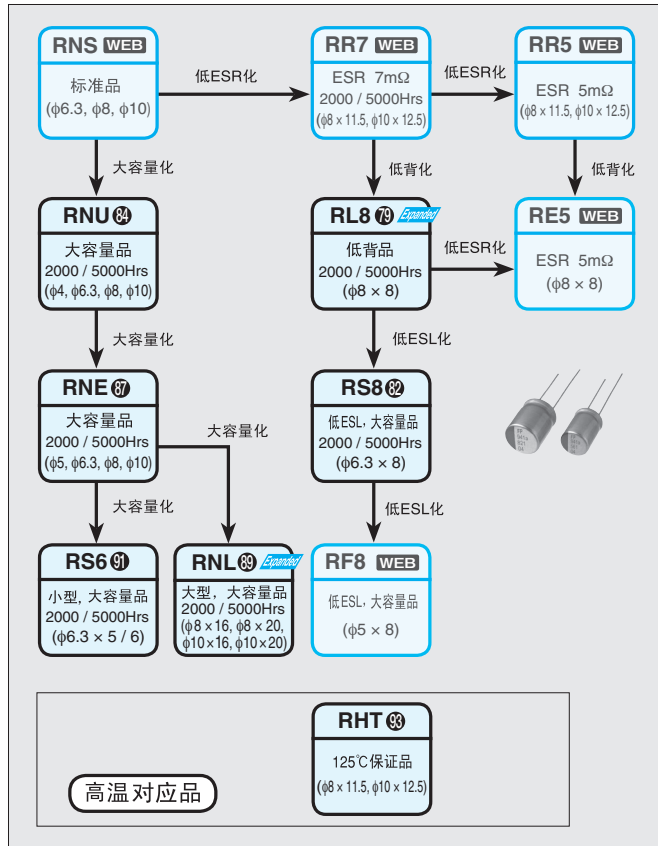 RNS WEB
标准品
(φ6.3, φ8, φ10)
低ESR化
RR7 WEB
ESR 7mΩ
2000 / 5000Hrs
(φ8 × 11.5, φ10 × 12.5)
低ESR化
RR5 WEB
ESR 5mΩ
(φ8 × 11.5, φ10 × 12.5)
大容量化
低背化
低背化
RNU 84
大容量品
2000 / 5000Hrs
(φ4, φ6.3, φ8, φ10)
RL8 79 Expanded
低背品
2000 / 5000Hrs
(φ8 × 8)
低ESR化
RE5 WEB
ESR 5mΩ
(φ8 × 8)
大容量化
低ESL化
RNE 87
大容量品
2000 / 5000Hrs
(φ5, φ6.3, φ8, φ10)
大容量化
RS8 82
低ESL, 大容量品
2000 / 5000Hrs
(φ6.3 × 8)
大容量化
低ESL化
RS6 91
小型, 大容量品
2000 / 5000Hrs
(φ6.3 × 5 / 6)
RNL 89 Expanded
大型, 大容量品
2000 / 5000Hrs
(φ8 × 16, φ8 × 20,
φ10×16, φ10×20)
RF8 WEB
低ESL, 大容量品
(φ5 × 8)
高温对应品
RHT 93
125℃保证品
(φ8 × 11.5, φ10 × 12.5)